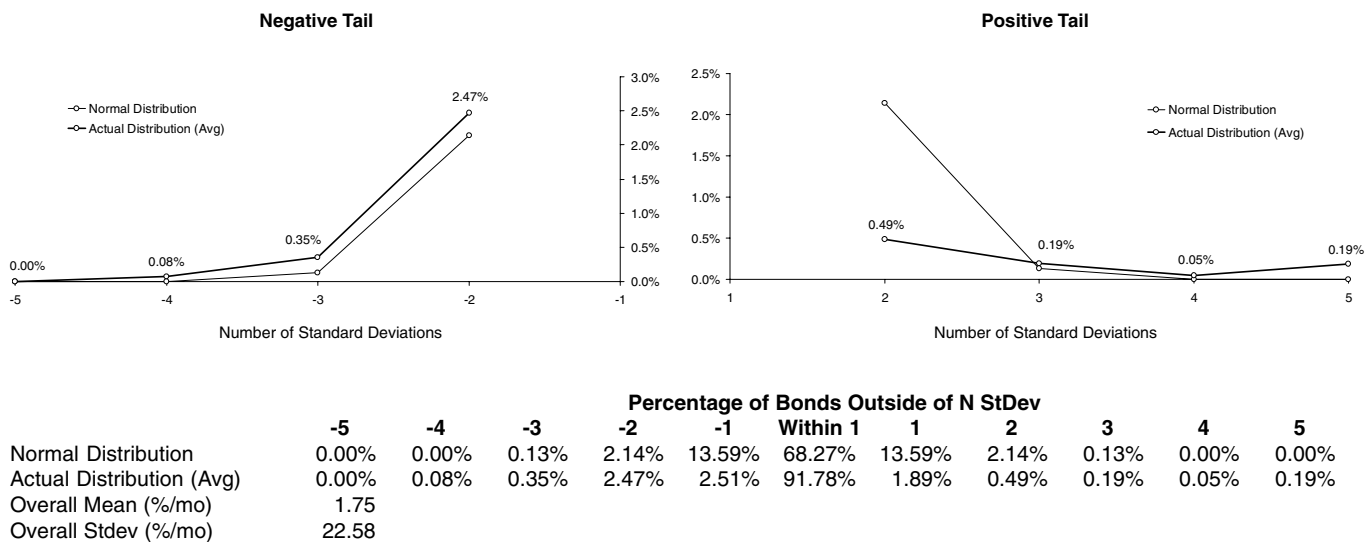 Negative Tail
Normal Distribution
Actual Distribution (Avg)
3.0%
2.5%
2.0%
1.5%
1.0%
0.5%
0.0%
0.00%
0.08%
0.35%
2.47%
-5 -4 -3 -2 -1
Number of Standard Deviations
Positive Tail
2.5%
2.0%
1.5%
1.0%
0.5%
0.0%
Normal Distribution
Actual Distribution (Avg)
0.49%
0.19%
0.05%
0.19%
1 2 3 4 5
Number of Standard Deviations
Percentage of Bonds Outside of N StDev
-5 -4 -3 -2 -1 Within 1 1 2 3 4 5
Normal Distribution 0.00% 0.00% 0.13% 2.14% 13.59% 68.27% 13.59% 2.14% 0.13% 0.00% 0.00%
Actual Distribution (Avg) 0.00% 0.08% 0.35% 2.47% 2.51% 91.78% 1.89% 0.49% 0.19% 0.05% 0.19%
Overall Mean (%/mo) 1.75
Overall Stdev (%/mo) 22.58